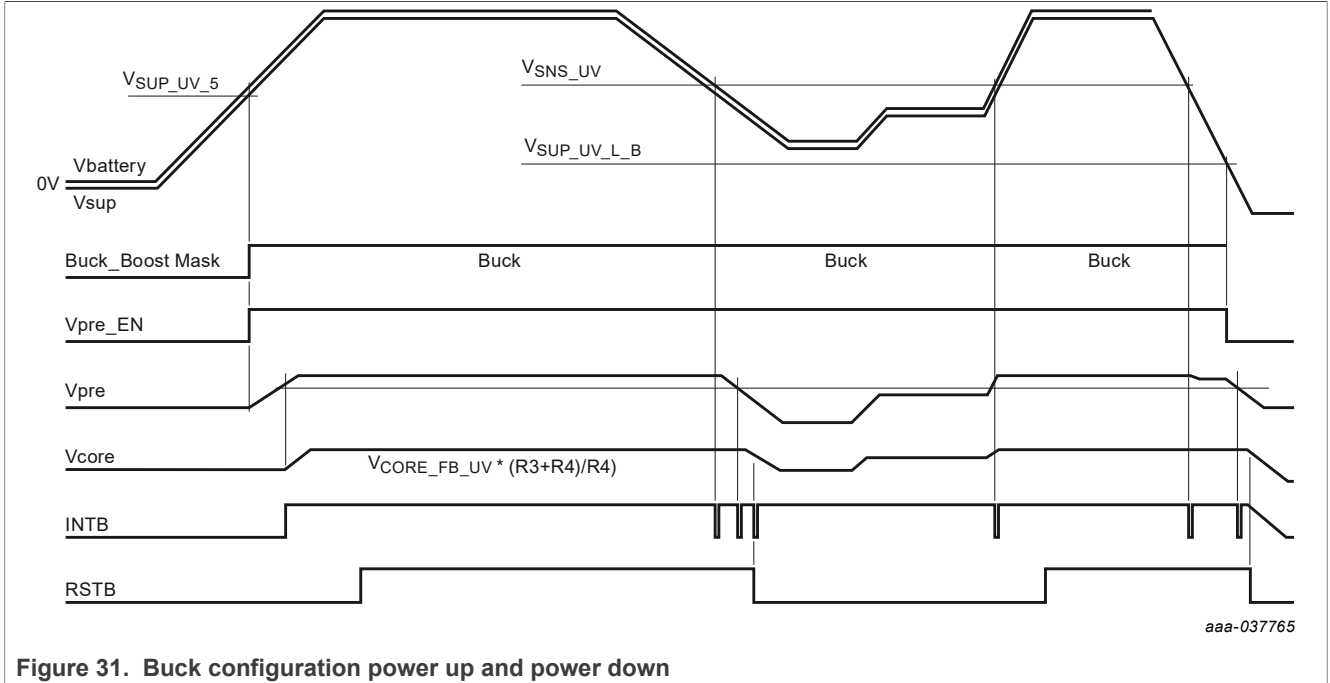 VSUP_UV_5
VSNS_UV
VSUP_UV_L_B
Vbattery
0V
Vsup
Buck_Boost Mask
Buck
Buck
Buck
Vpre_EN
Vpre
Vcore
VCORE_FB_UV * (R3+R4)/R4)
INTB
RSTB
aaa-037765
Figure 31. Buck configuration power up and power down